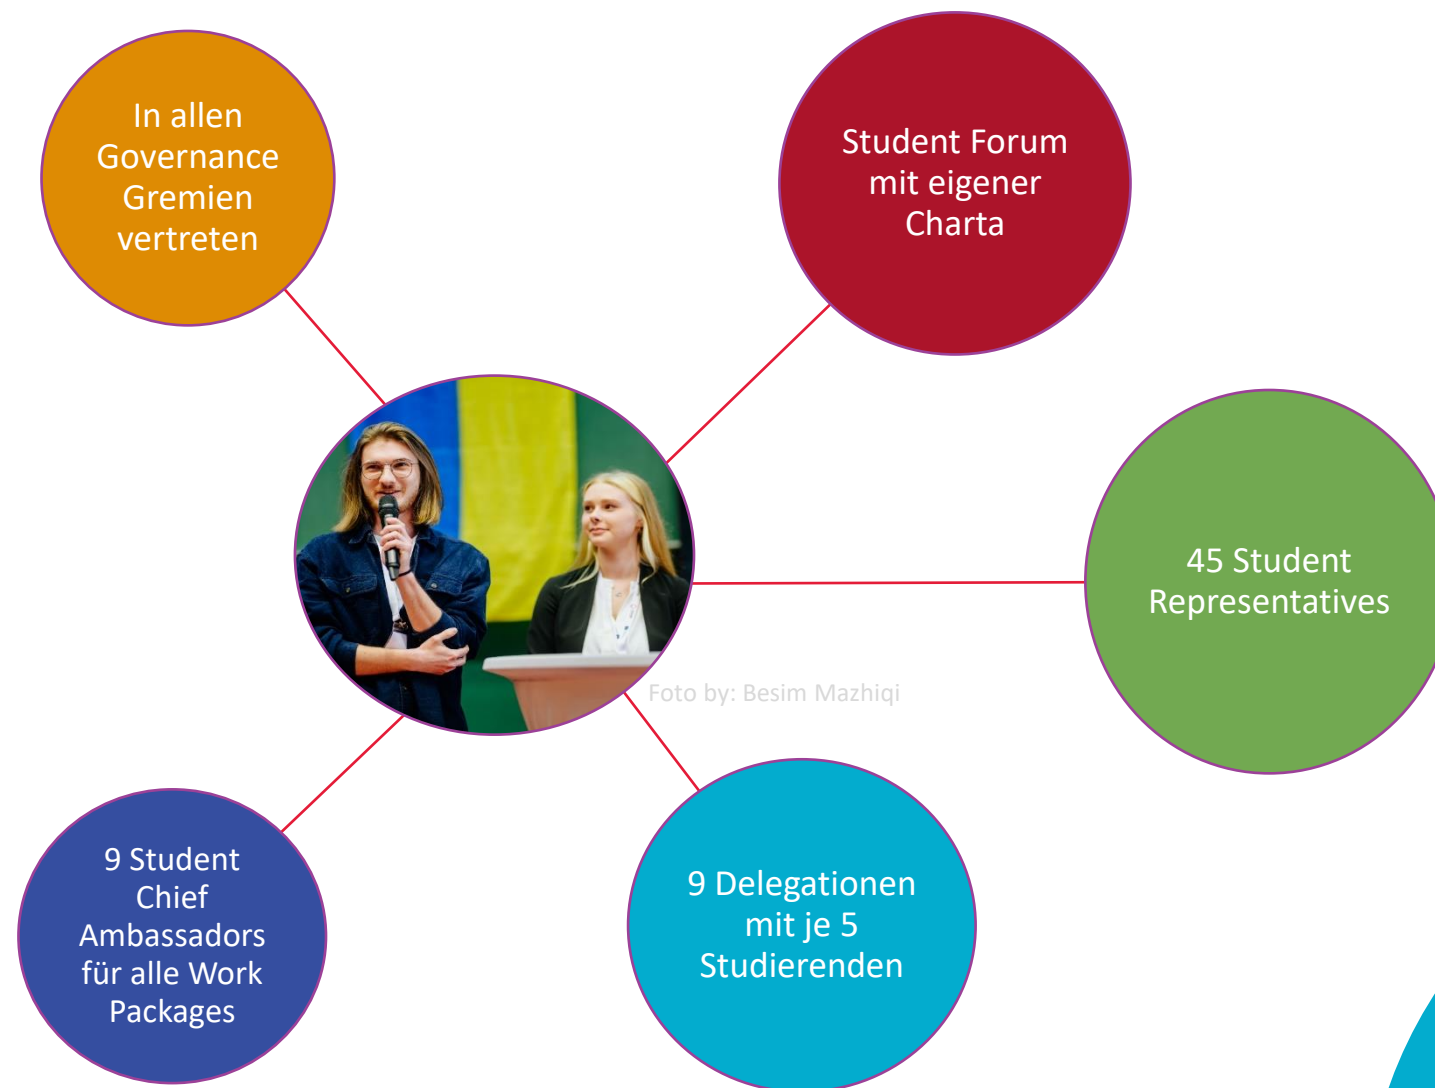 In allen
Governance
Gremien
vertreten
Student Forum
mit eigener
Charta
45 Student
Representatives
Foto by: Besim Mazhiqi
9 Student
Chief
Ambassadors
für alle Work
Packages
9 Delegationen
mit je 5
Studierenden